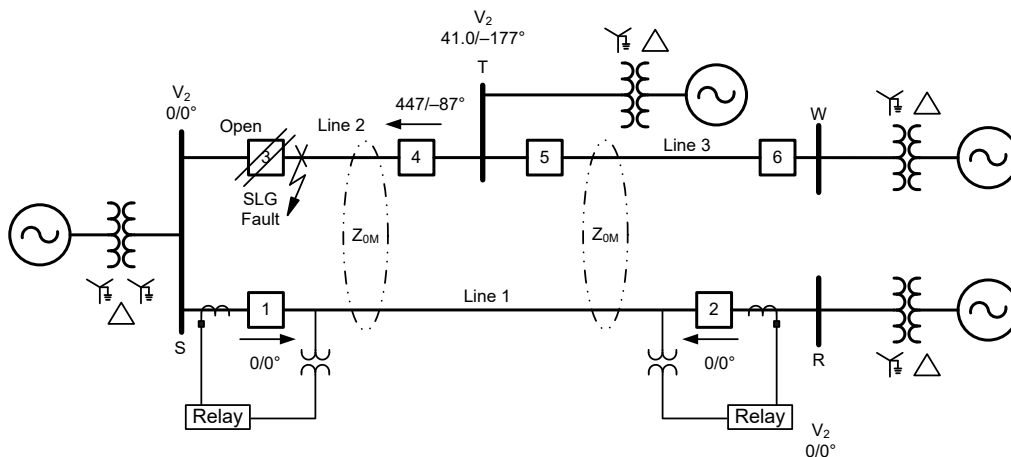 V2
41.0/–177°
T
V2
0/0°
Open
Line 2
447/–87°
W
3
4
5
Line 3
6
SLG
Fault
Z0M
Z0M
1
Line 1
2
S
0/0°
0/0°
R
Relay
Relay
V2
0/0°